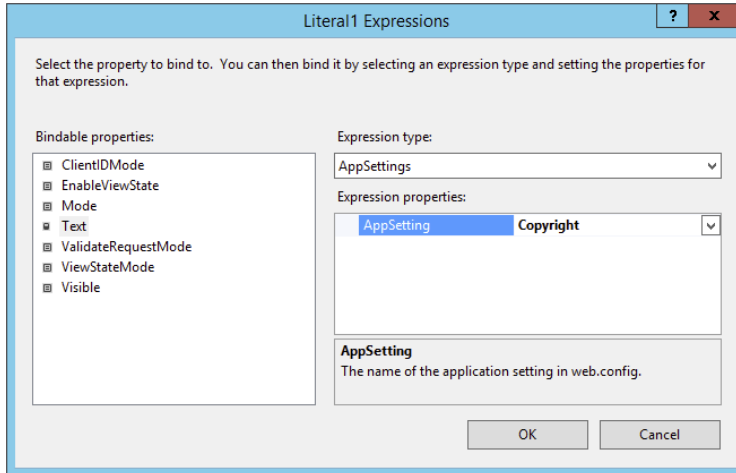 Literal1 Expressions
? x
Select the property to bind to. You can then bind it by selecting an expression type and setting the properties for
that expression.
Bindable properties:
ClientIDMode
EnableViewState
Mode
Text
ValidateRequestMode
ViewStateMode
Visible
Expression type:
AppSettings
Expression properties:
AppSetting Copyright
AppSetting
The name of the application setting in web.config.
OK Cancel